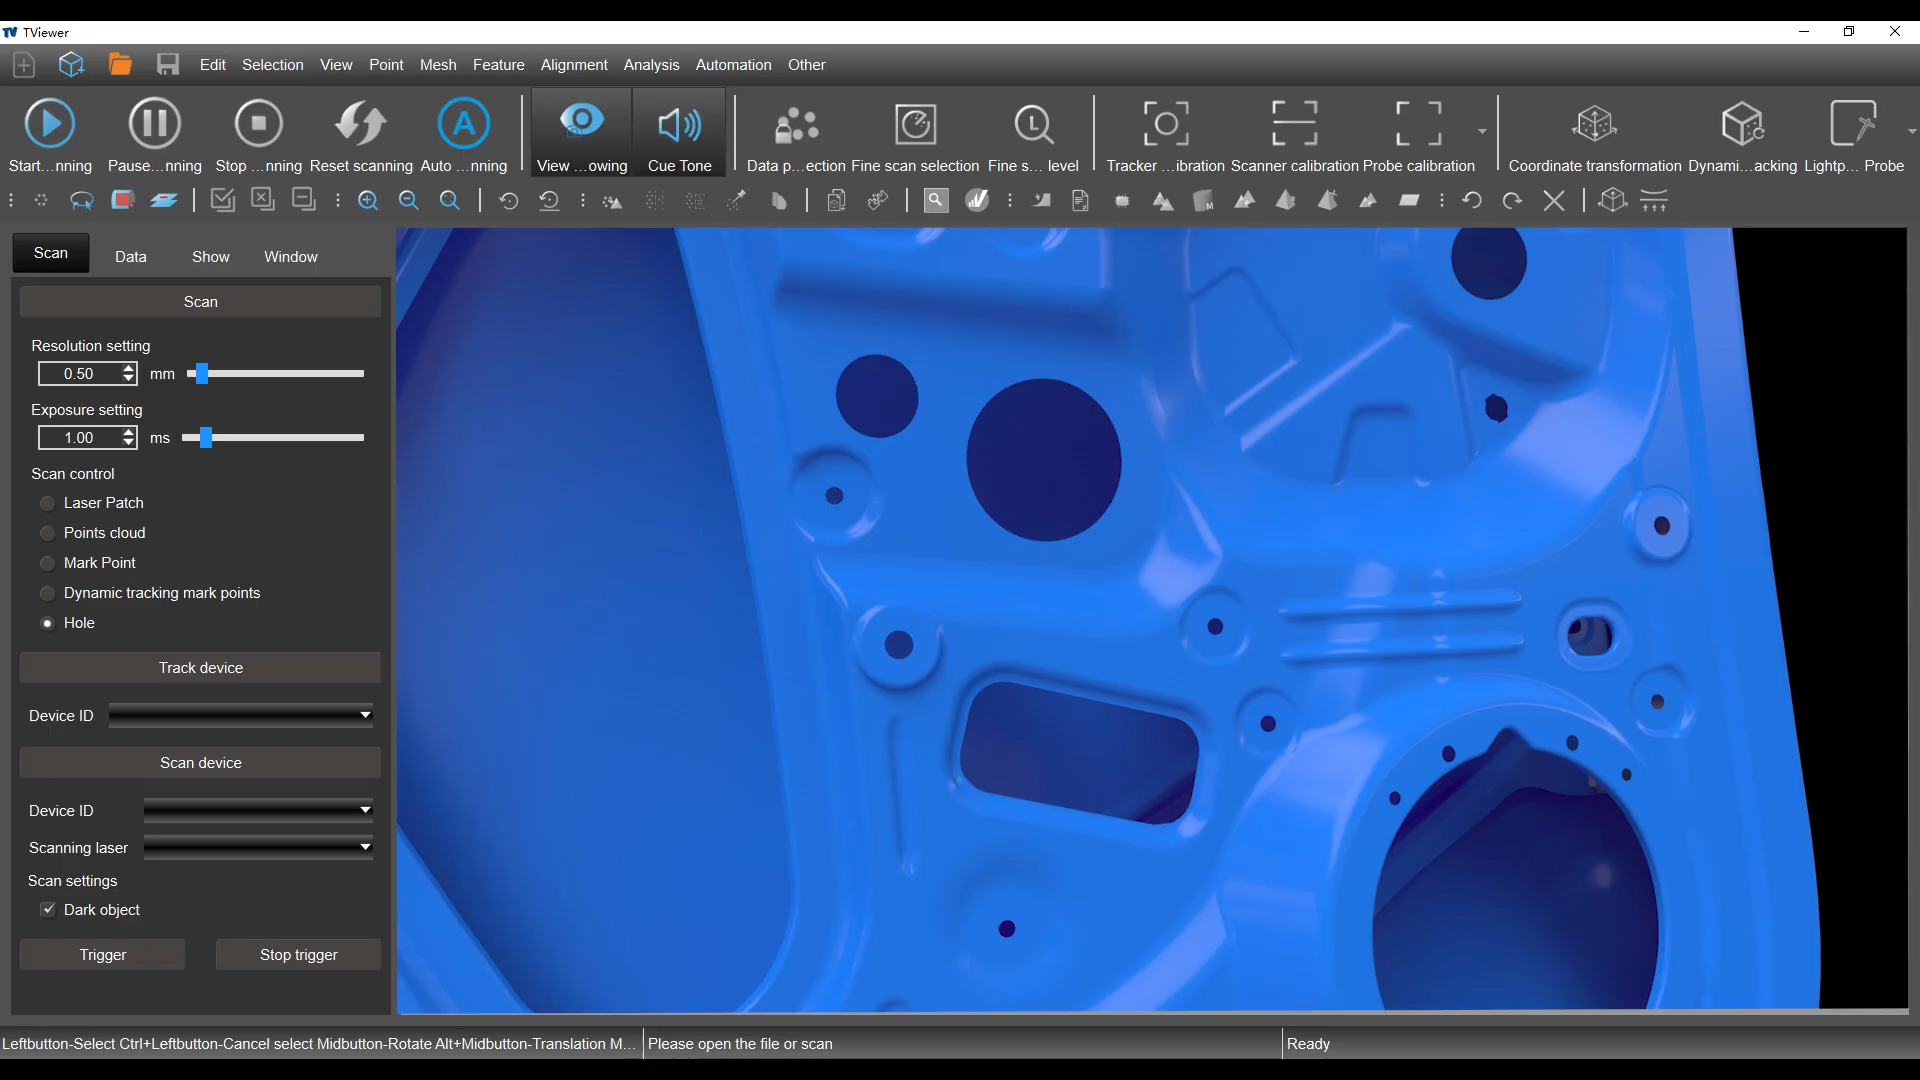 TViewer
Edit Selection View Point Mesh Feature Alignment Analysis Automation Other
Start...nning Pause...nning Stop ...nning Reset scanning Auto ...nning View ...owing Cue Tone Data p...ection Fine scan selection Fine s... level Tracker ...ibration Scanner calibration Probe calibration Coordinate transformation Dynami...acking Lightp... Probe
Scan Data Show Window
Scan
Resolution setting
0.50 mm
Exposure setting
1.00 ms
Scan control
Laser Patch
Points cloud
Mark Point
Dynamic tracking mark points
Hole
Track device
Device ID
Scan device
Device ID
Scanning laser
Scan settings
Dark object
Trigger Stop trigger
Leftbutton-Select Ctrl+Leftbutton-Cancel select Midbutton-Rotate Alt+Midbutton-Translation M... Please open the file or scan Ready